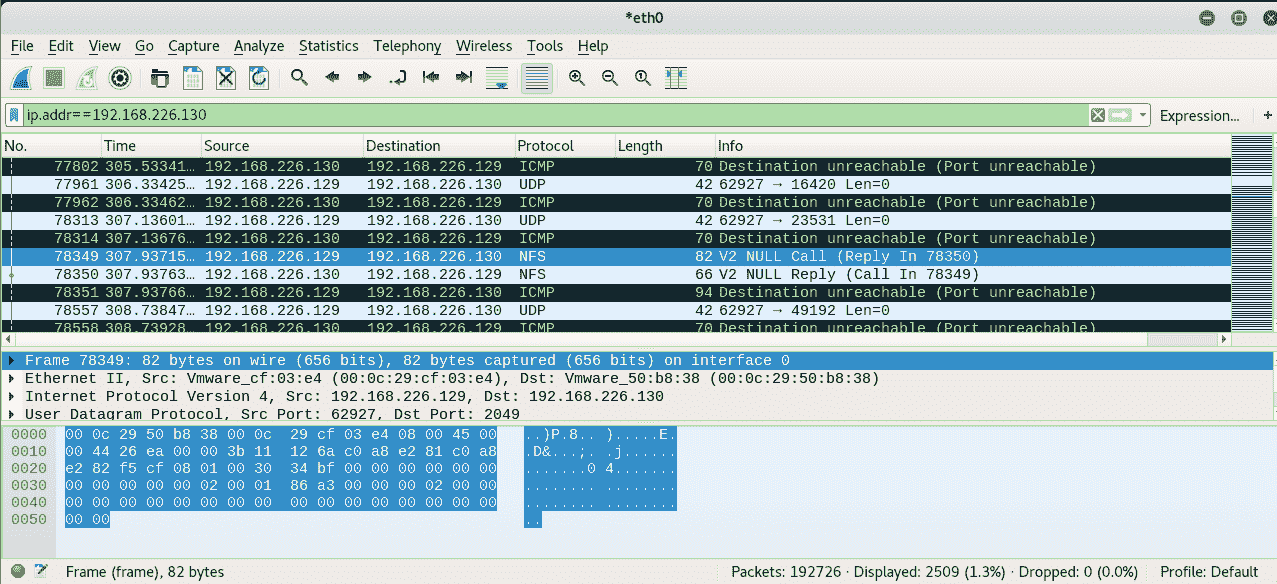 *eth0
File Edit View Go Capture Analyze Statistics Telephony Wireless Tools Help
ip.addr==192.168.226.130 Expression... +
No. Time Source Destination Protocol Length Info
77802 305.53341… 192.168.226.130 192.168.226.129 ICMP 70 Destination unreachable (Port unreachable)
77961 306.33425… 192.168.226.129 192.168.226.130 UDP 42 62927 → 16420 Len=0
77962 306.33462… 192.168.226.130 192.168.226.129 ICMP 70 Destination unreachable (Port unreachable)
78313 307.13601… 192.168.226.129 192.168.226.130 UDP 42 62927 → 23531 Len=0
78314 307.13676… 192.168.226.130 192.168.226.129 ICMP 70 Destination unreachable (Port unreachable)
78349 307.93715… 192.168.226.129 192.168.226.130 NFS 82 V2 NULL Call (Reply In 78350)
78350 307.93763… 192.168.226.130 192.168.226.129 NFS 66 V2 NULL Reply (Call In 78349)
78351 307.93766… 192.168.226.129 192.168.226.130 ICMP 94 Destination unreachable (Port unreachable)
78557 308.73847… 192.168.226.129 192.168.226.130 UDP 42 62927 → 49192 Len=0
78558 308.73928… 192.168.226.130 192.168.226.129 ICMP 70 Destination unreachable (Port unreachable)
Frame 78349: 82 bytes on wire (656 bits), 82 bytes captured (656 bits) on interface 0
Ethernet II, Src: Vmware_cf:03:e4 (00:0c:29:cf:03:e4), Dst: Vmware_50:b8:38 (00:0c:29:50:b8:38)
Internet Protocol Version 4, Src: 192.168.226.129, Dst: 192.168.226.130
User Datagram Protocol, Src Port: 62927, Dst Port: 2049
0000 00 0c 29 50 b8 38 00 0c 29 cf 03 e4 08 00 45 00 ..)P.8.. ).....E.
0010 00 44 26 ea 00 00 3b 11 12 6a c0 a8 e2 81 c0 a8 .D&...;. .j......
0020 e2 82 f5 cf 08 01 00 30 34 bf 00 00 00 00 00 00 .......0 4.......
0030 00 00 00 00 00 02 00 01 86 a3 00 00 00 02 00 00 ........ ........
0040 00 00 00 00 00 00 00 00 00 00 00 00 00 00 00 00 ........ ........
0050 00 00 ..
Frame (frame), 82 bytes Packets: 192726 · Displayed: 2509 (1.3%) · Dropped: 0 (0.0%) Profile: Default